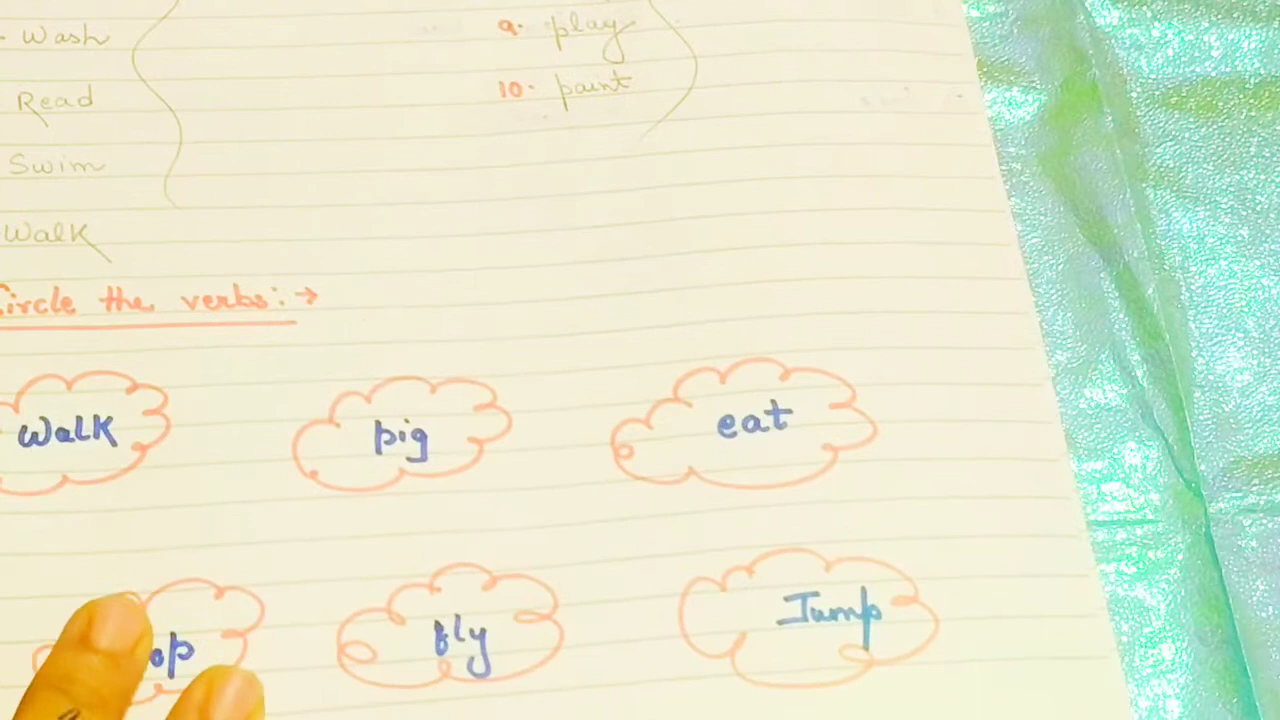 Wash
9. play
Read
10. paint
Swim
Walk
Circle the verbs:→
Walk pig eat
fly Jump